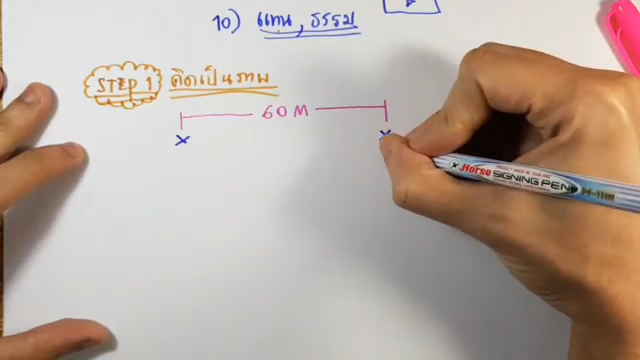 10) แทน, ธรรม
STEP 1 คิดเป็นภาพ
60 M
x x
Horse SIGNING PEN H-110